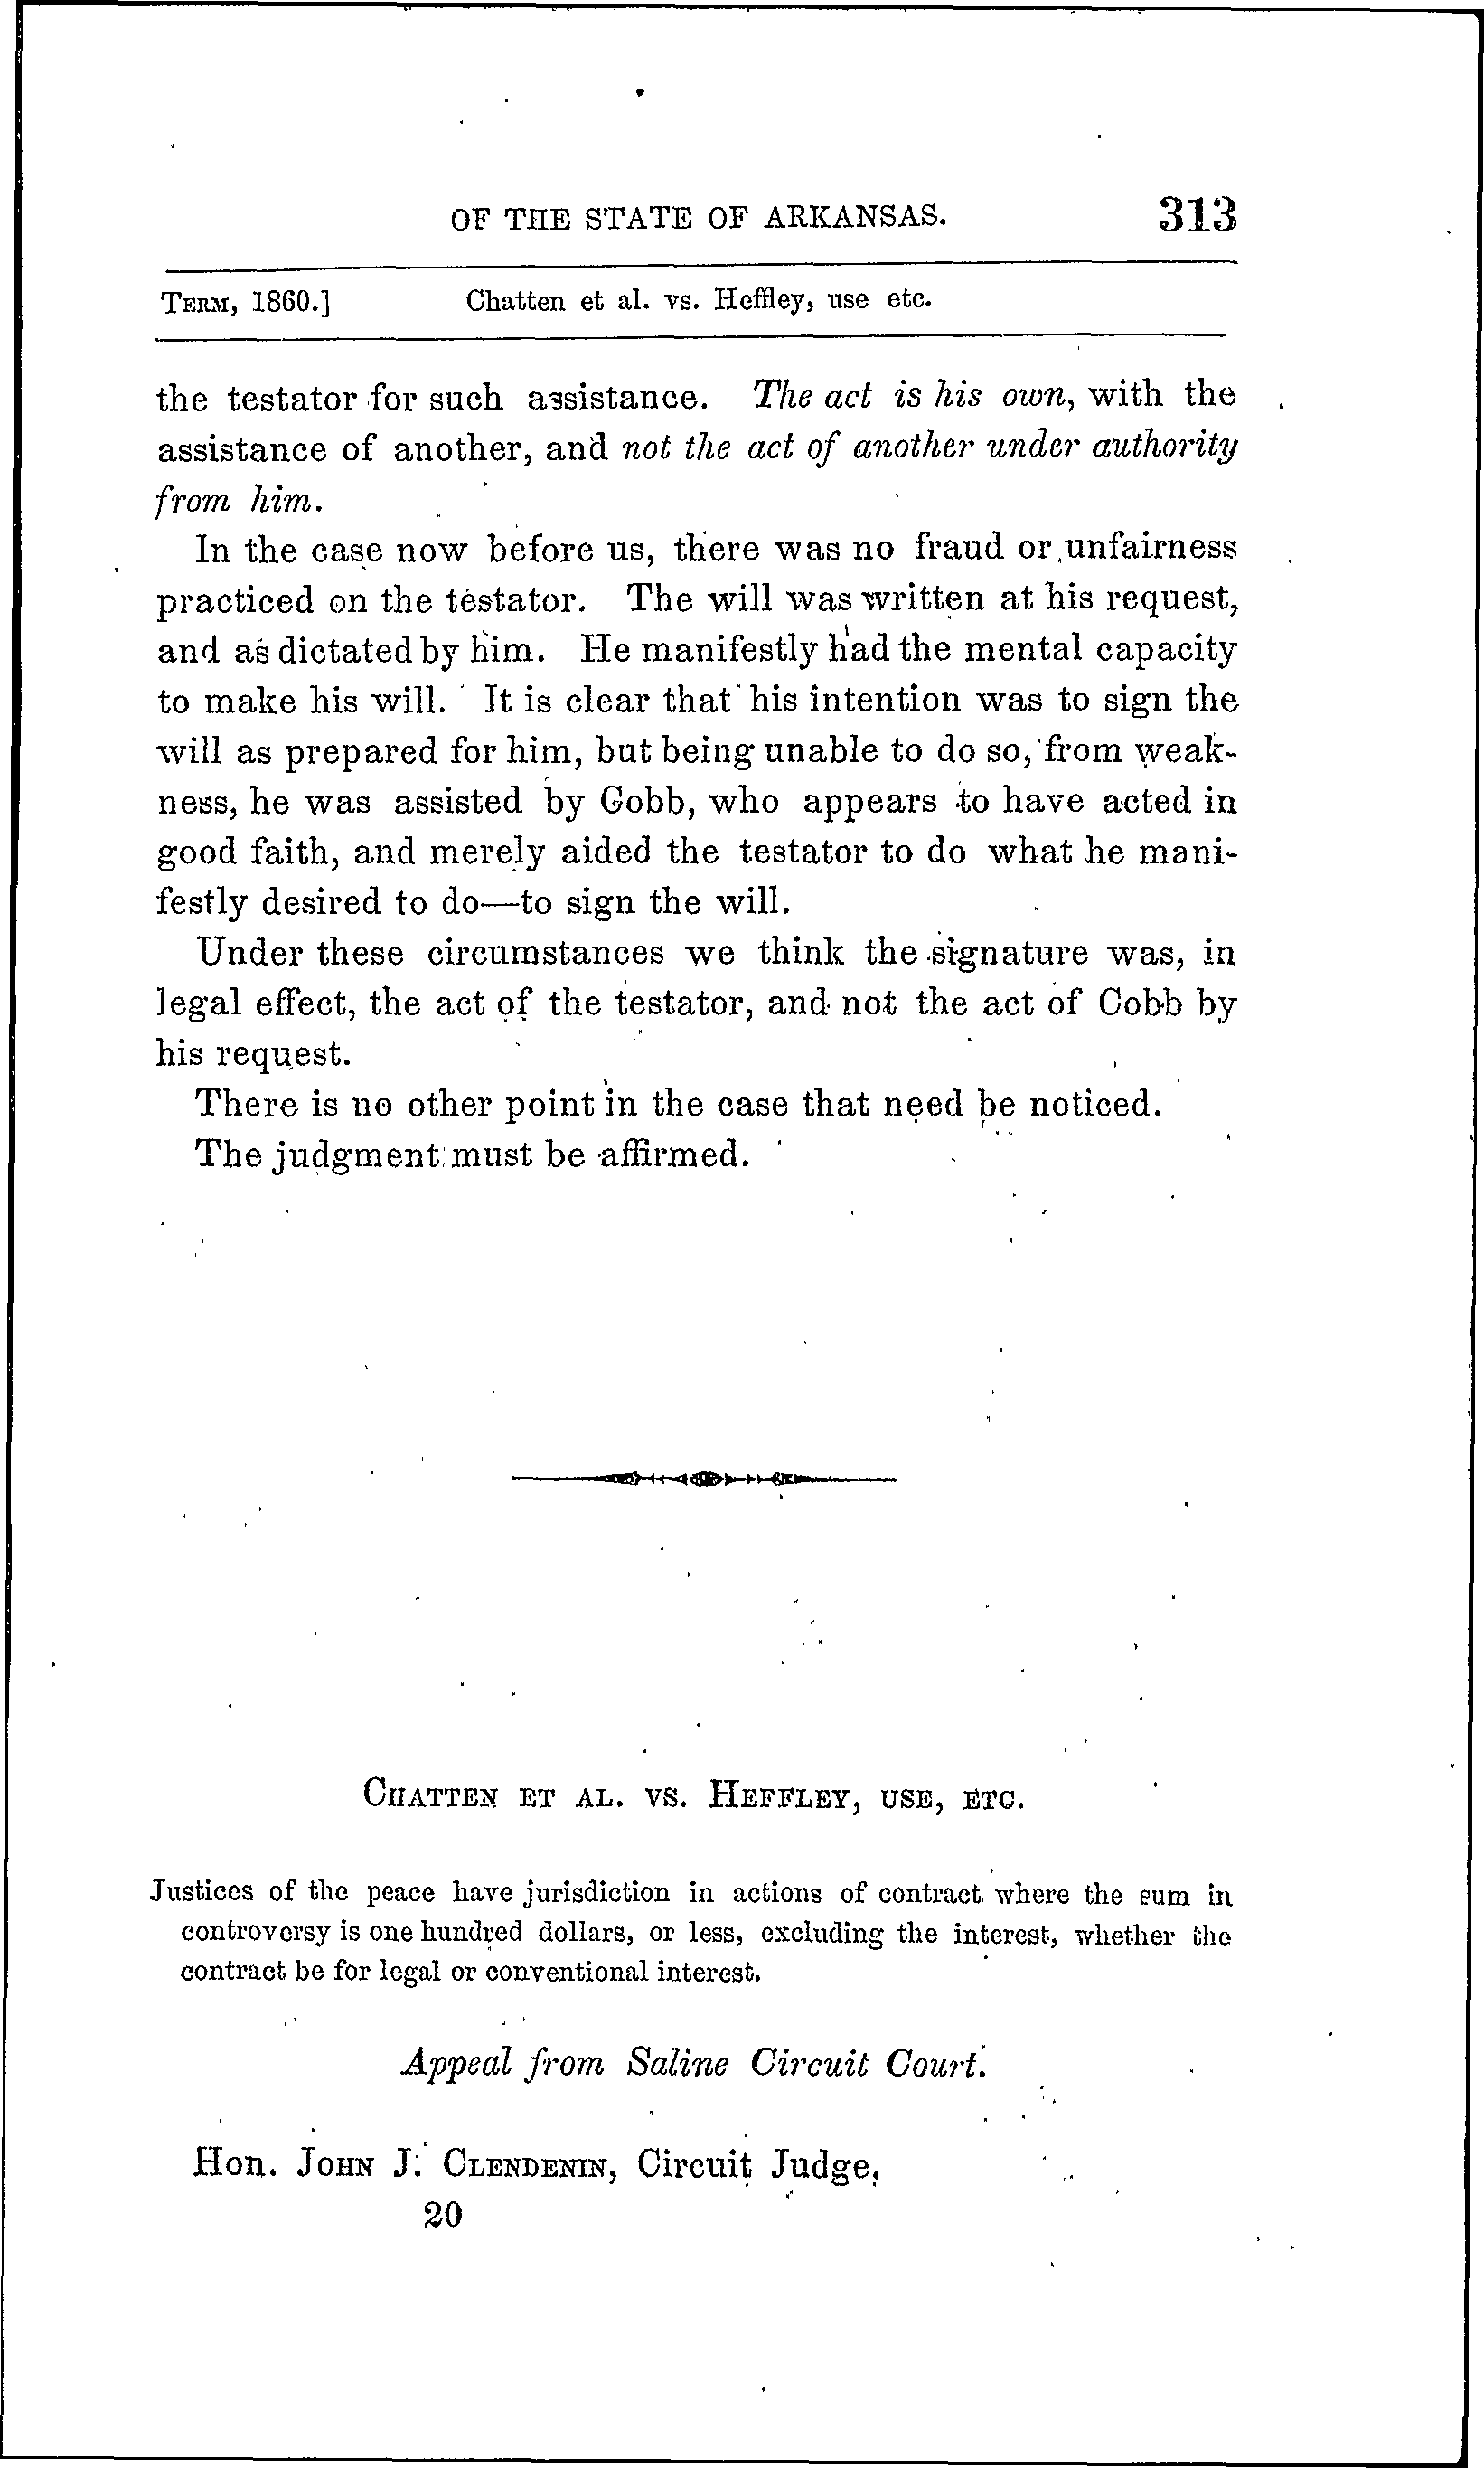 OF THE STATE OF ARKANSAS. 313
TERM, 1860.] Chatten et al. vs. Heffley, use etc.
the testator for such assistance. The act is his own, with the
assistance of another, and not the act of another under authority
from him.
In the case now before us, there was no fraud or unfairness
practiced on the testator. The will was written at his request,
and as dictated by him. He manifestly had the mental capacity
to make his will. It is clear that his intention was to sign the
will as prepared for him, but being unable to do so, from weak-
ness, he was assisted by Gobb, who appears to have acted in
good faith, and merely aided the testator to do what he mani-
festly desired to do—to sign the will.
Under these circumstances we think the signature was, in
legal effect, the act of the testator, and not the act of Cobb by
his request.
There is no other point in the case that need be noticed.
The judgment must be affirmed.
CHATTEN ET AL. VS. HEFFLEY, USE, ETC.
Justices of the peace have jurisdiction in actions of contract where the sum in
controversy is one hundred dollars, or less, excluding the interest, whether the
contract be for legal or conventional interest.
Appeal from Saline Circuit Court.
Hon. JOHN J. CLENDENIN, Circuit Judge.
20